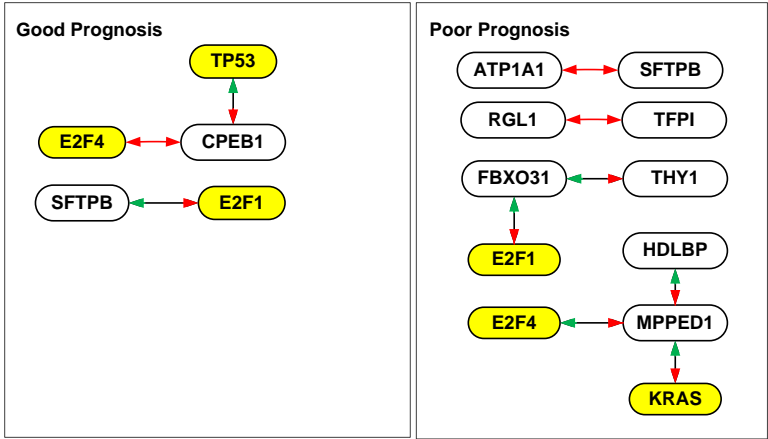 Good Prognosis
TP53
E2F4
CPEB1
SFTPB
E2F1
Poor Prognosis
ATP1A1
SFTPB
RGL1
TFPI
FBXO31
THY1
E2F1
HDLBP
E2F4
MPPED1
KRAS